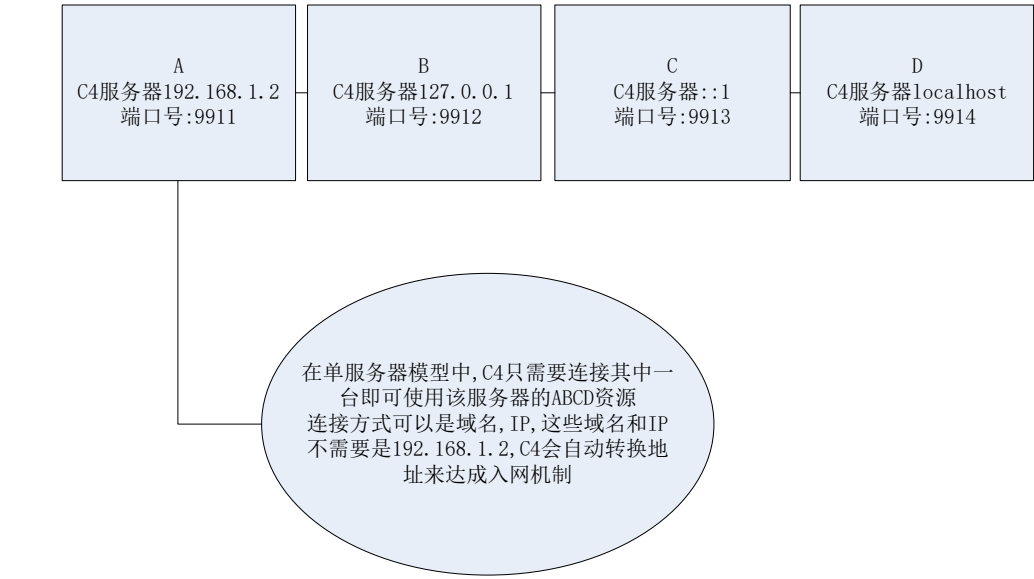 A
C4服务器192.168.1.2
端口号:9911
B
C4服务器127.0.0.1
端口号:9912
C
C4服务器::1
端口号:9913
D
C4服务器localhost
端口号:9914
在单服务器模型中,C4只需要连接其中一
台即可使用该服务器的ABCD资源
连接方式可以是域名,IP,这些域名和IP
不需要是192.168.1.2,C4会自动转换地
址来达成入网机制